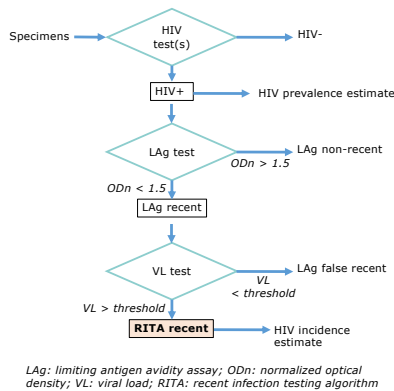 Specimens
HIV
test(s)
HIV-
HIV+
HIV prevalence estimate
LAg test
LAg non-recent
ODn > 1.5
ODn < 1.5
LAg recent
VL test
LAg false recent
VL
< threshold
VL > threshold
RITA recent
HIV incidence
estimate
LAg: limiting antigen avidity assay; ODn: normalized optical
density; VL: viral load; RITA: recent infection testing algorithm